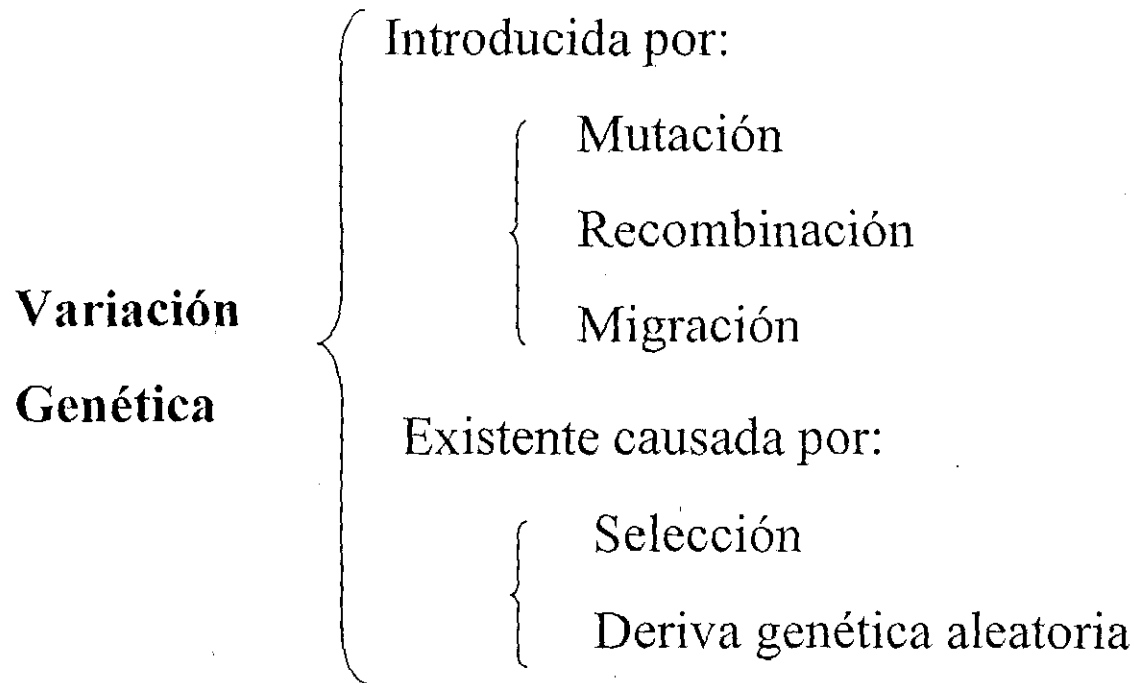 Introducida por:
Mutación
Recombinación
Migración
Variación
Genética
Existente causada por:
Selección
Deriva genética aleatoria